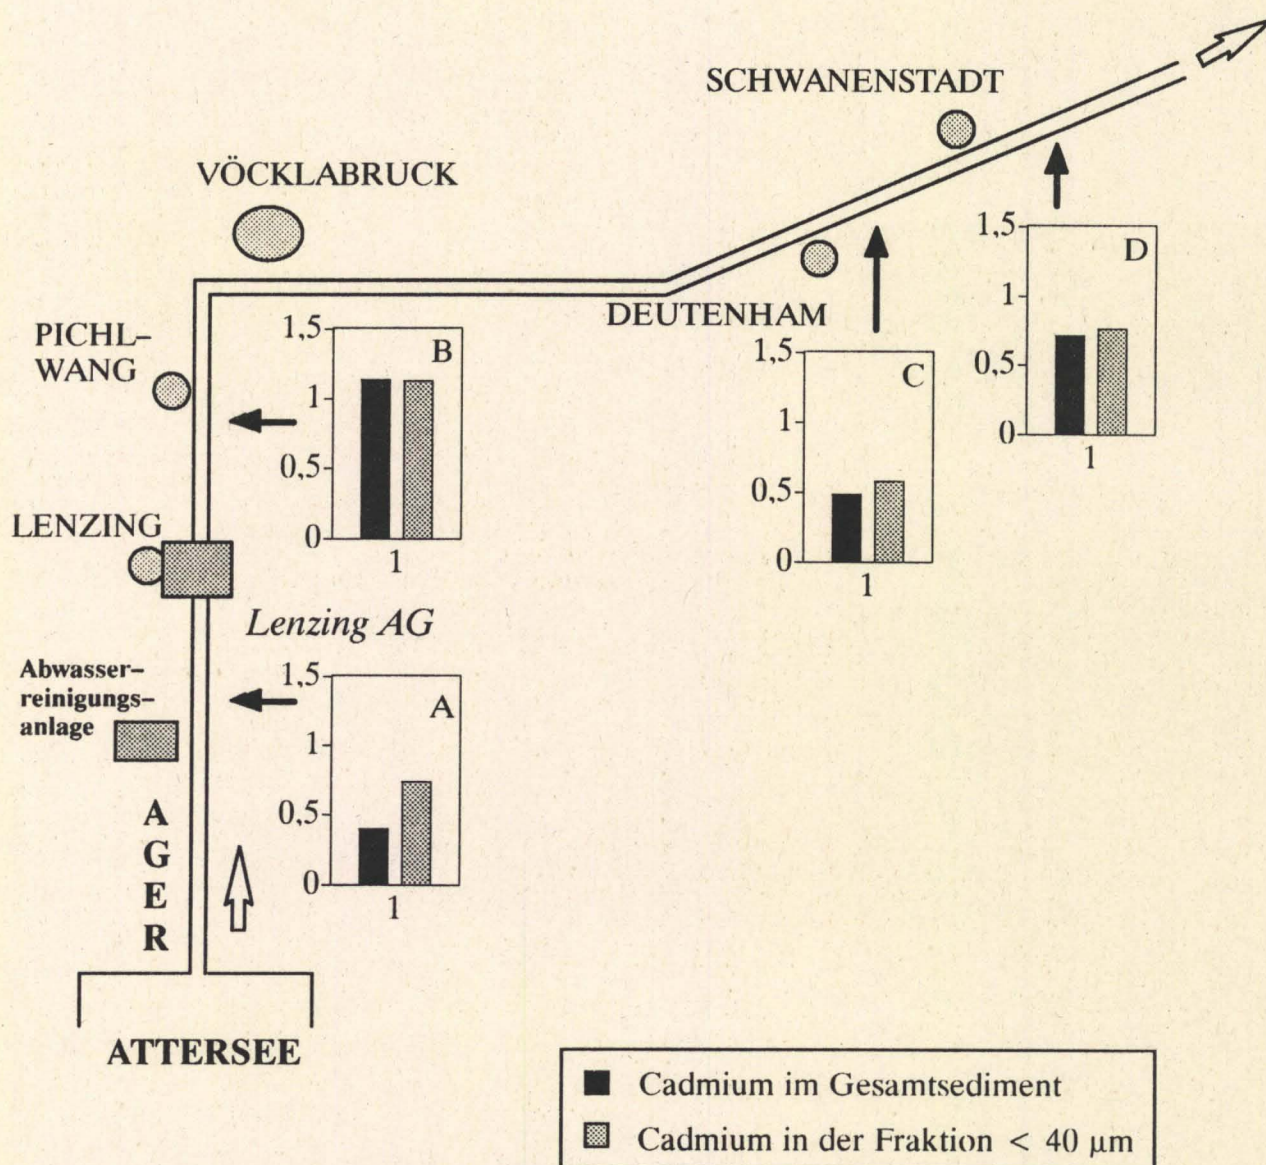 SCHWANENSTADT
VÖCKLABRUCK
DEUTENHAM
PICHL–
WANG
LENZING
Lenzing AG
Abwasser–
reinigungs–
anlage
A
G
E
R
ATTERSEE
1,5
1
0,5
0
B
1
1,5
1
0,5
0
A
1
1,5
1
0,5
0
C
1
1,5
1
0,5
0
D
1
Cadmium im Gesamtsediment
Cadmium in der Fraktion < 40 µm